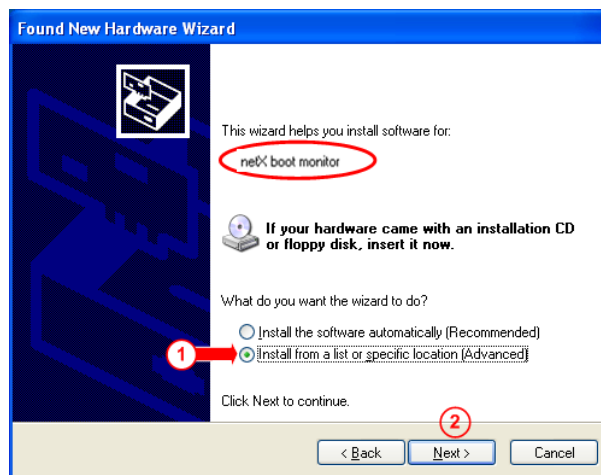 Found New Hardware Wizard
This wizard helps you install software for:
netX boot monitor
If your hardware came with an installation CD
or floppy disk, insert it now.
What do you want the wizard to do?
Install the software automatically (Recommended)
1
Install from a list or specific location (Advanced)
Click Next to continue.
2
< Back
Next >
Cancel